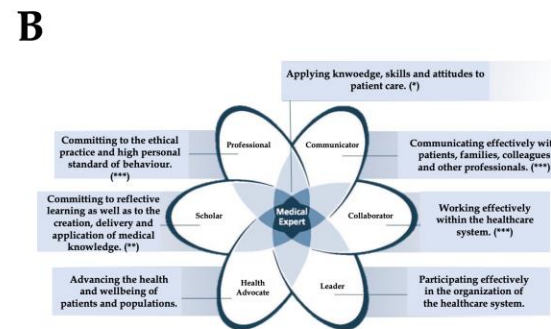 B
Applying knwoedge, skills and attitudes to
patient care. (*)
Committing to the ethical
practice and high personal
standard of behaviour.
(***)
Professional
Communicator
Communicating effectively wit
patients, families, colleagues
and other professionals. (***)
Committing to reflective
learning as well as to the
creation, delivery and
application of medical
knowledge. (**)
Scholar
Medical
Expert
Collaborator
Working effectively
within the healthcare
system. (***)
Advancing the health
and wellbeing of
patients and populations.
Health
Advocate
Leader
Participating effectively
in the organization of
the healthcare system.